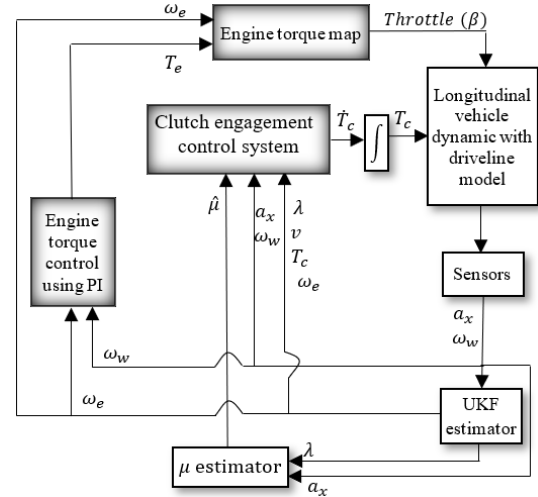 ω_e
T_e
Engine torque map
Throttle (β)
Clutch engagement
control system
Ṫ_c
∫
T_c
Longitudinal
vehicle
dynamic with
driveline
model
μ̂
a_x
ω_w
λ
v
T_c
ω_e
Engine
torque
control
using PI
Sensors
a_x
ω_w
ω_w
ω_e
UKF
estimator
μ estimator
λ
a_x